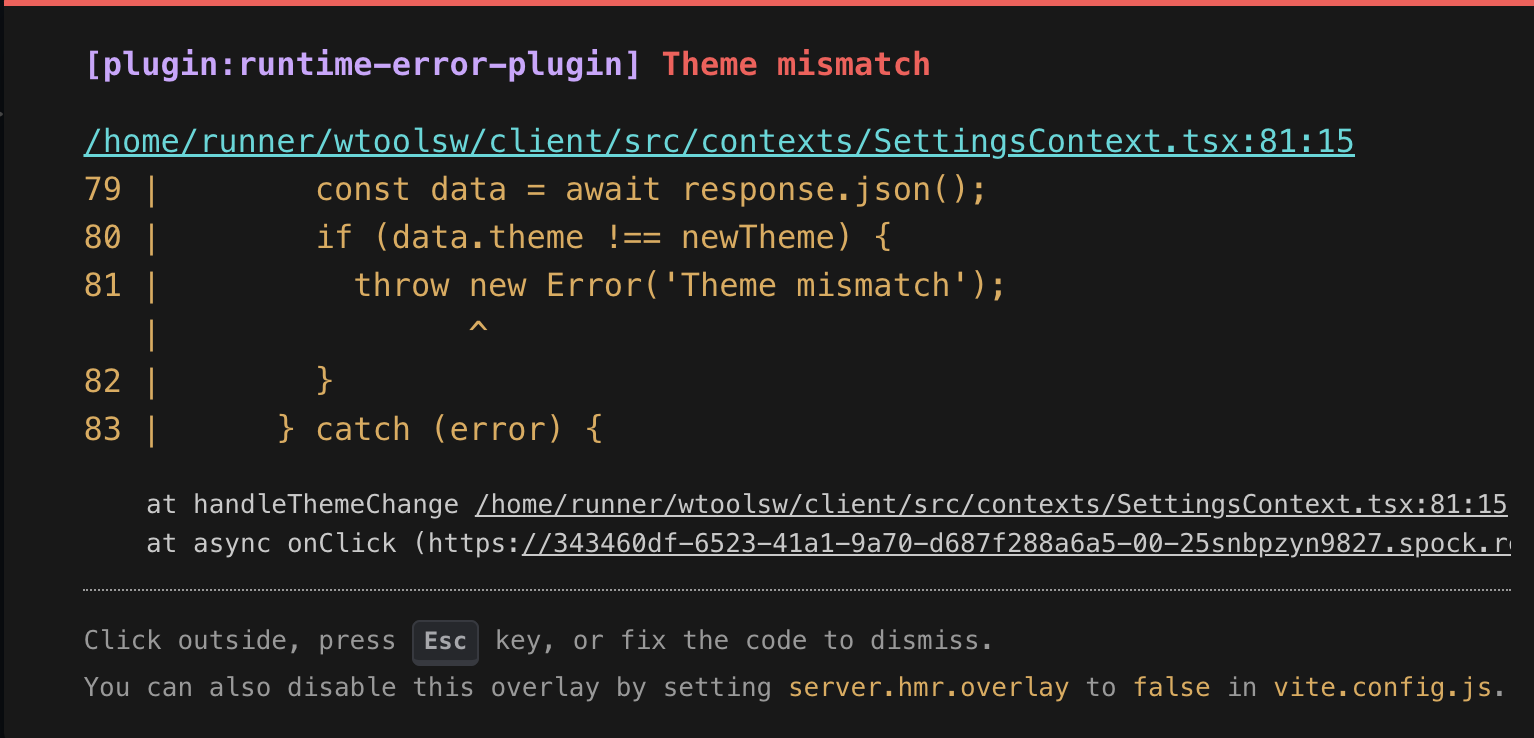 [plugin:runtime-error-plugin] Theme mismatch
/home/runner/wtoolsw/client/src/contexts/SettingsContext.tsx:81:15
79 |        const data = await response.json();
80 |        if (data.theme !== newTheme) {
81 |          throw new Error('Theme mismatch');
   |                ^
82 |        }
83 |      } catch (error) {
at handleThemeChange /home/runner/wtoolsw/client/src/contexts/SettingsContext.tsx:81:15
at async onClick (https://343460df-6523-41a1-9a70-d687f288a6a5-00-25snbpzyn9827.spock.r
Click outside, press Esc key, or fix the code to dismiss.
You can also disable this overlay by setting server.hmr.overlay to false in vite.config.js.